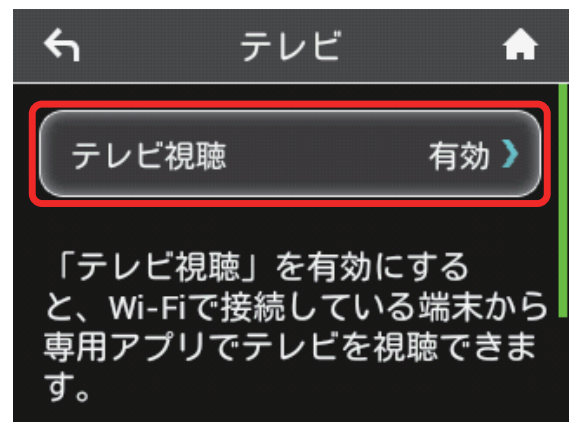 テレビ
テレビ視聴 有効
「テレビ視聴」を有効にする
と、Wi-Fiで接続している端末から
専用アプリでテレビを視聴できま
す。